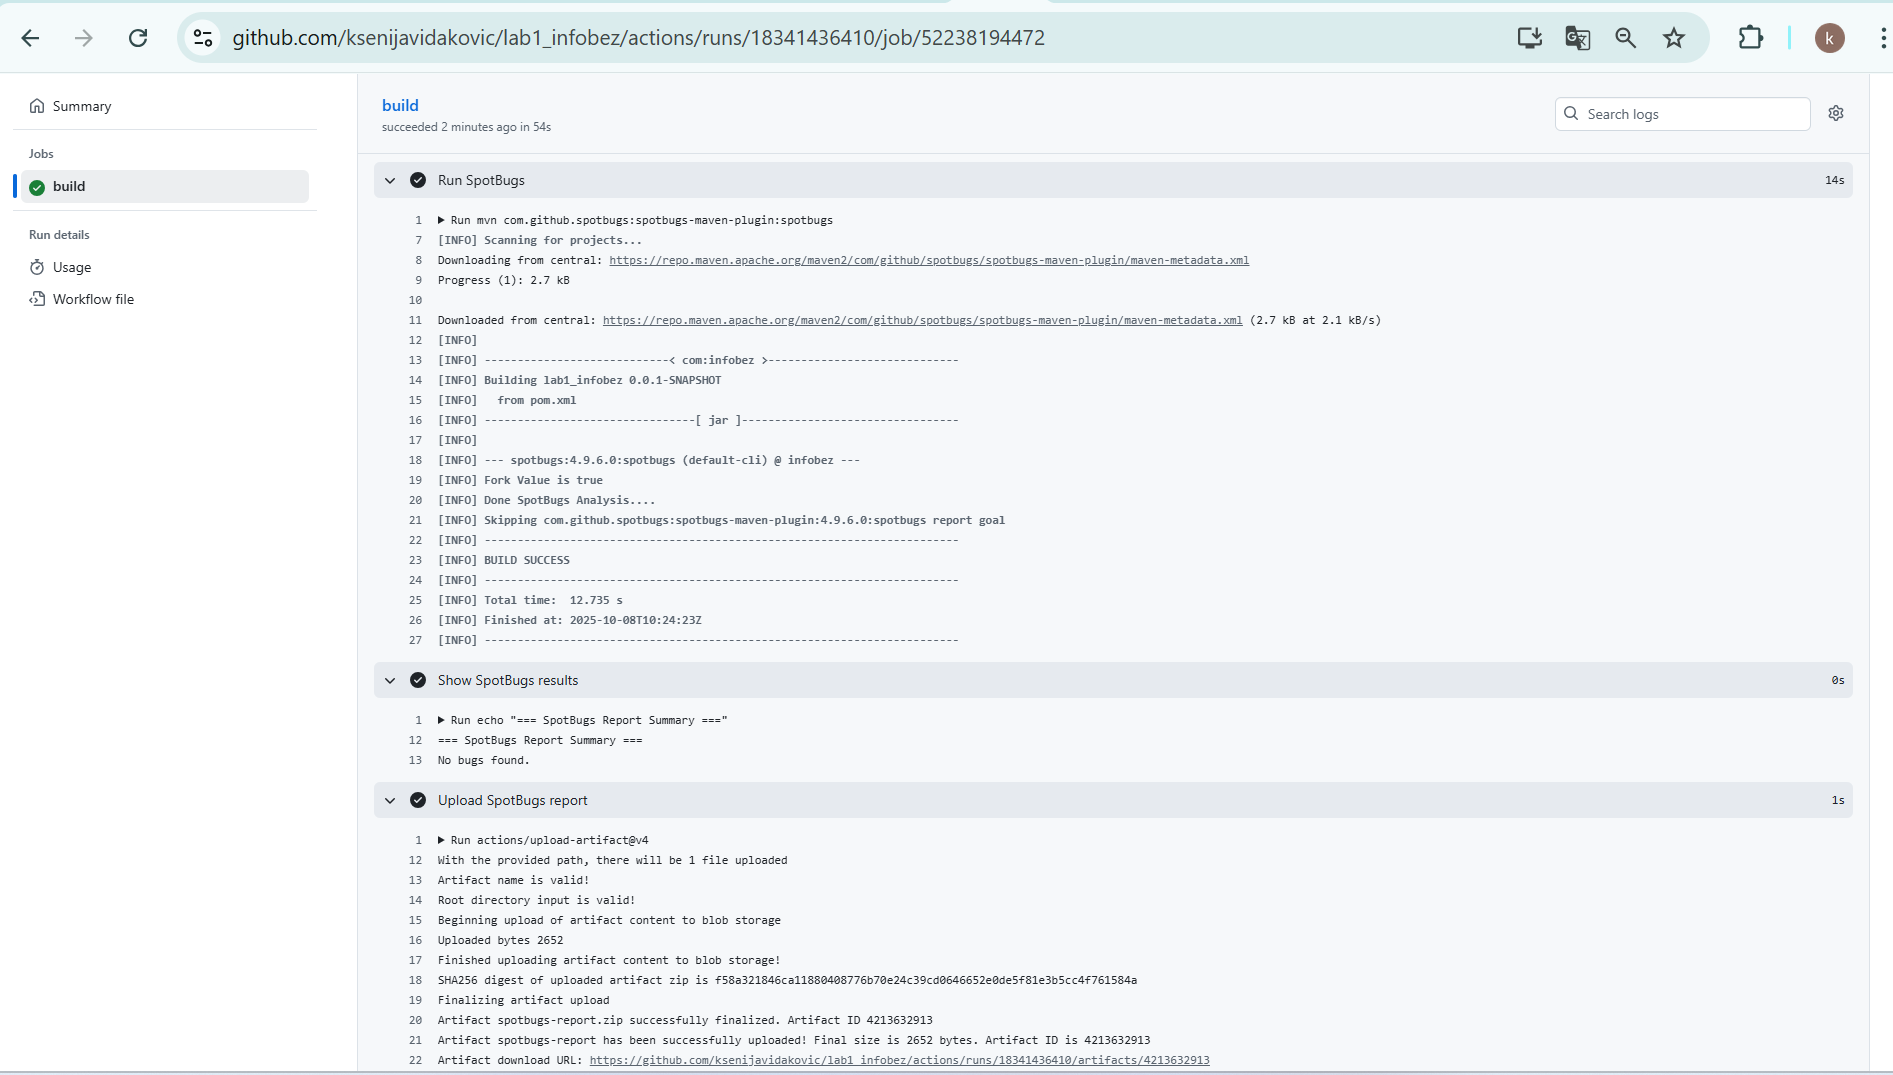 github.com/ksenijavidakovic/lab1_infobez/actions/runs/18341436410/job/52238194472
k
Summary
Jobs
build
Run details
Usage
Workflow file
build
succeeded 2 minutes ago in 54s
Search logs
Run SpotBugs 14s
1 ▶ Run mvn com.github.spotbugs:spotbugs-maven-plugin:spotbugs
7 [INFO] Scanning for projects...
8 Downloading from central: https://repo.maven.apache.org/maven2/com/github/spotbugs/spotbugs-maven-plugin/maven-metadata.xml
9 Progress (1): 2.7 kB
10
11 Downloaded from central: https://repo.maven.apache.org/maven2/com/github/spotbugs/spotbugs-maven-plugin/maven-metadata.xml (2.7 kB at 2.1 kB/s)
12 [INFO]
13 [INFO] ----------------------------< com:infobez >-----------------------------
14 [INFO] Building lab1_infobez 0.0.1-SNAPSHOT
15 [INFO]   from pom.xml
16 [INFO] --------------------------------[ jar ]---------------------------------
17 [INFO]
18 [INFO] --- spotbugs:4.9.6.0:spotbugs (default-cli) @ infobez ---
19 [INFO] Fork Value is true
20 [INFO] Done SpotBugs Analysis....
21 [INFO] Skipping com.github.spotbugs:spotbugs-maven-plugin:4.9.6.0:spotbugs report goal
22 [INFO] ------------------------------------------------------------------------
23 [INFO] BUILD SUCCESS
24 [INFO] ------------------------------------------------------------------------
25 [INFO] Total time:  12.735 s
26 [INFO] Finished at: 2025-10-08T10:24:23Z
27 [INFO] ------------------------------------------------------------------------
Show SpotBugs results 0s
1 ▶ Run echo "=== SpotBugs Report Summary ==="
12 === SpotBugs Report Summary ===
13 No bugs found.
Upload SpotBugs report 1s
1 ▶ Run actions/upload-artifact@v4
12 With the provided path, there will be 1 file uploaded
13 Artifact name is valid!
14 Root directory input is valid!
15 Beginning upload of artifact content to blob storage
16 Uploaded bytes 2652
17 Finished uploading artifact content to blob storage!
18 SHA256 digest of uploaded artifact zip is f58a321846ca11880408776b70e24c39cd0646652e0de5f81e3b5cc4f761584a
19 Finalizing artifact upload
20 Artifact spotbugs-report.zip successfully finalized. Artifact ID 4213632913
21 Artifact spotbugs-report has been successfully uploaded! Final size is 2652 bytes. Artifact ID is 4213632913
22 Artifact download URL: https://github.com/ksenijavidakovic/lab1_infobez/actions/runs/18341436410/artifacts/4213632913